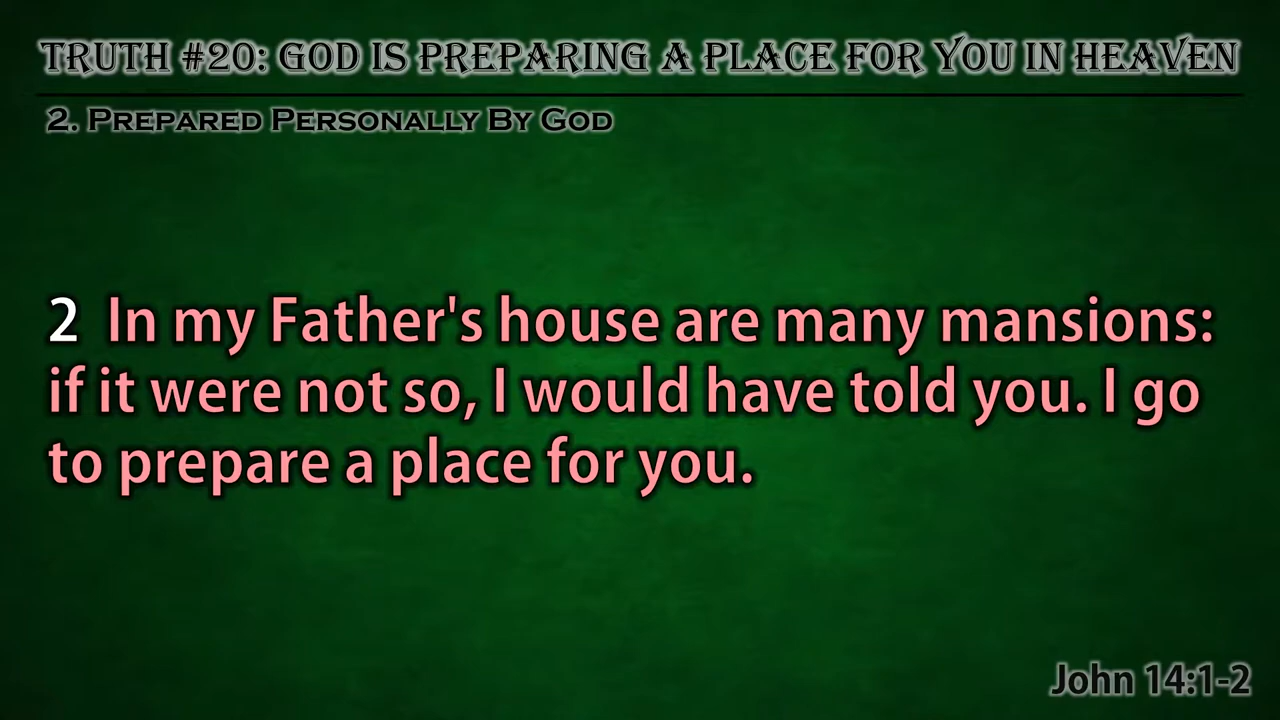 TRUTH #20: GOD IS PREPARING A PLACE FOR YOU IN HEAVEN
2. Prepared Personally By God
2 In my Father's house are many mansions:
if it were not so, I would have told you. I go
to prepare a place for you.
John 14:1-2